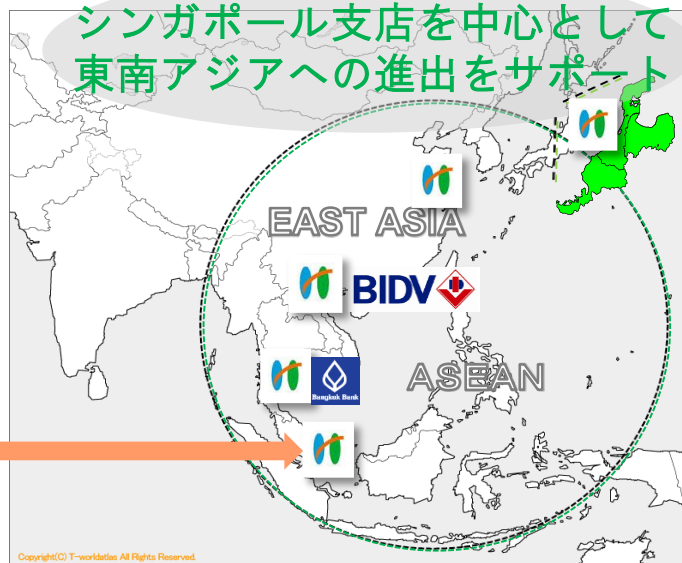 シンガポール支店を中心として
東南アジアへの進出をサポート
EAST ASIA
BIDV
ASEAN
Bangkok Bank
Copyright(C) T-worldatlas All Rights Reserved.